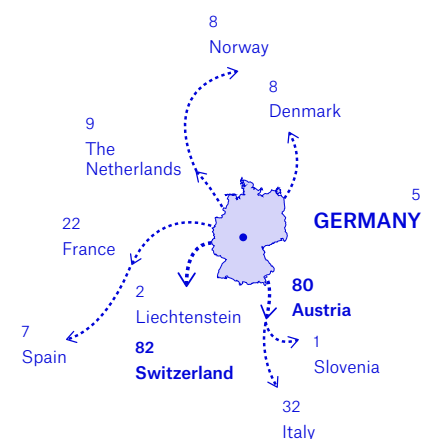 8
Norway
8
Denmark
9
The
Netherlands
5
GERMANY
22
France
2
Liechtenstein
80
Austria
7
Spain
82
Switzerland
1
Slovenia
32
Italy